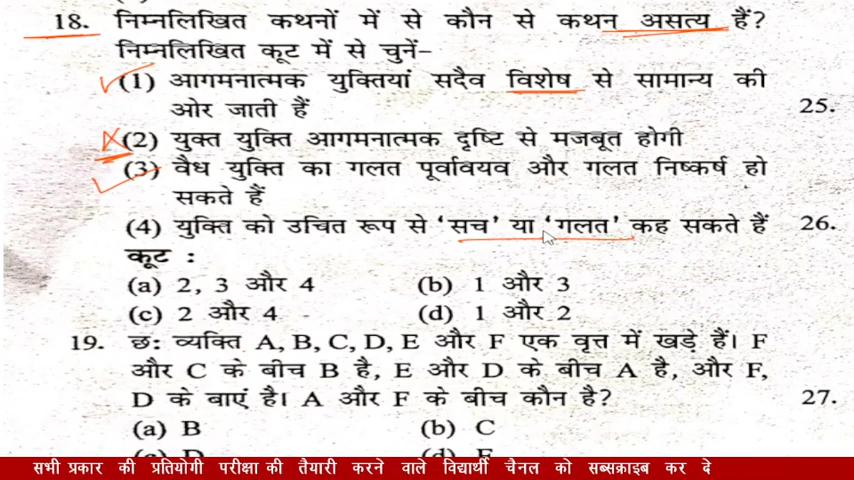 18. निम्नलिखित कथनों में से कौन से कथन असत्य हैं?
निम्नलिखित कूट में से चुनें–
(1) आगमनात्मक युक्तियां सदैव विशेष से सामान्य की
ओर जाती हैं
25.
(2) युक्त युक्ति आगमनात्मक दृष्टि से मजबूत होगी
(3) वैध युक्ति का गलत पूर्वावयव और गलत निष्कर्ष हो
सकते हैं
(4) युक्ति को उचित रूप से 'सच' या 'गलत' कह सकते हैं
26.
कूट :
(a) 2, 3 और 4 (b) 1 और 3
(c) 2 और 4 (d) 1 और 2
19. छः व्यक्ति A, B, C, D, E और F एक वृत्त में खड़े हैं। F
और C के बीच B है, E और D के बीच A है, और F,
D के बाएं है। A और F के बीच कौन है?
27.
(a) B (b) C
सभी प्रकार की प्रतियोगी परीक्षा की तैयारी करने वाले विद्यार्थी चैनल को सब्सक्राइब कर दे